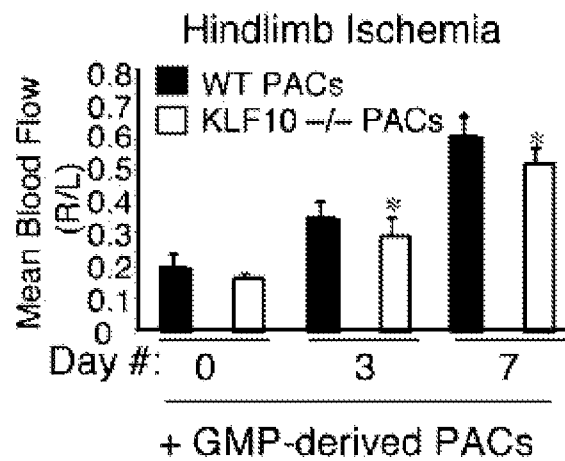 Hindlimb Ischemia
Mean Blood Flow
(R/L)
0.8
0.7
0.6
0.5
0.4
0.3
0.2
0.1
0
WT PACs
KLF10 –/– PACs
*
*
Day #: 0 3 7
+ GMP-derived PACs